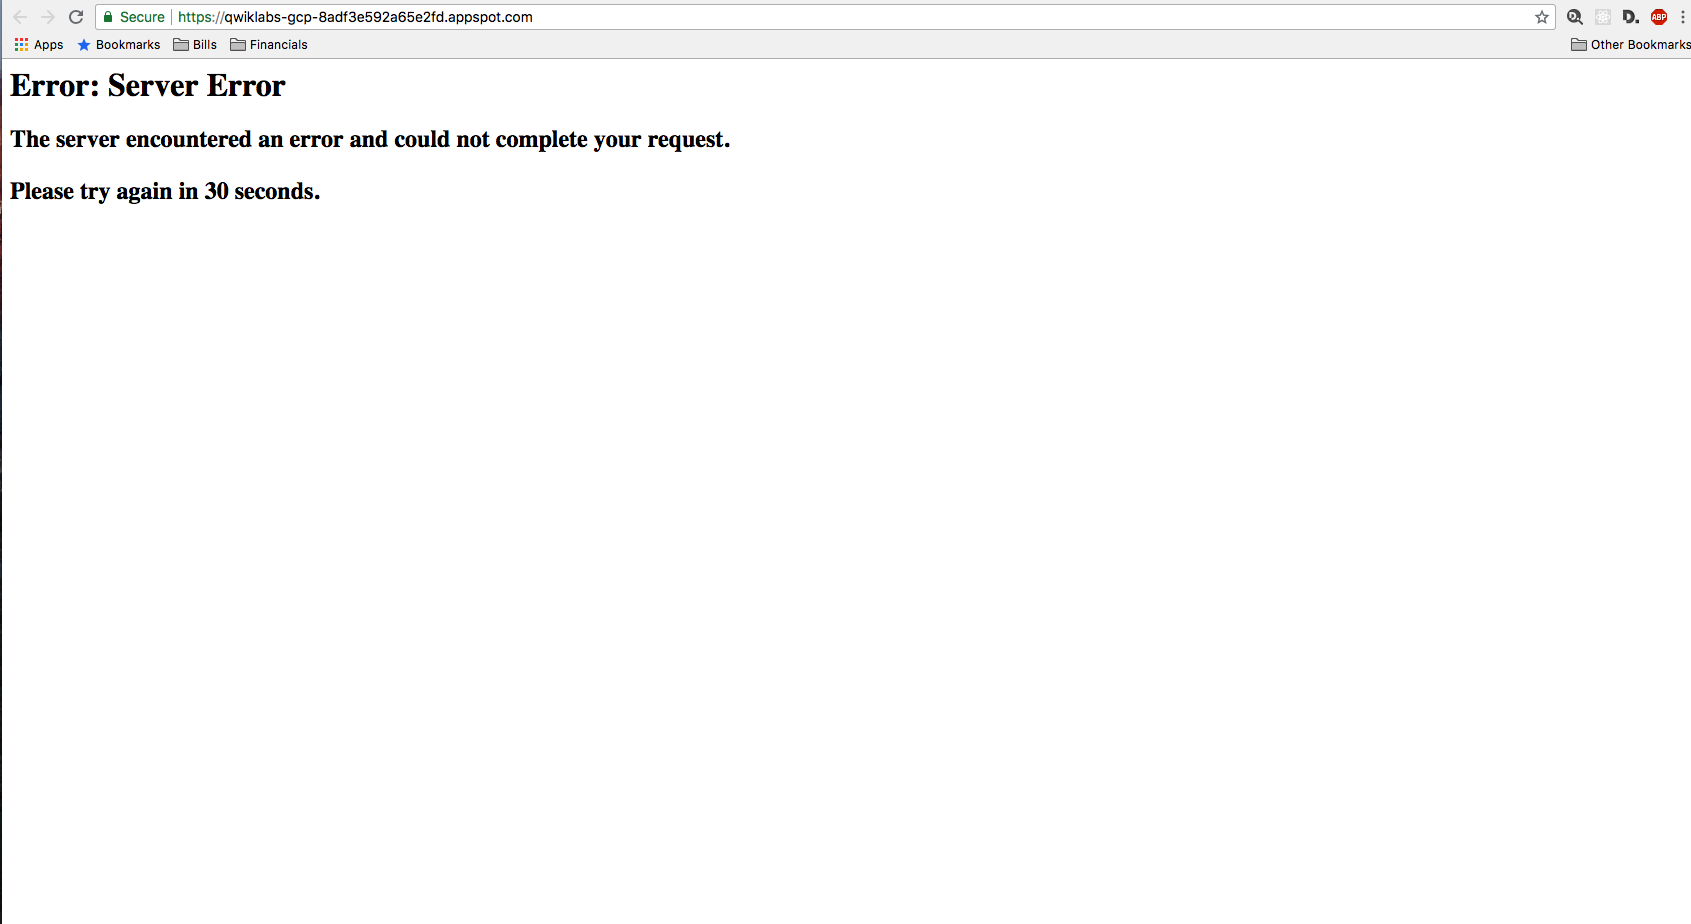 Secure https://qwiklabs-gcp-8adf3e592a65e2fd.appspot.com D. ABP
Apps Bookmarks Bills Financials Other Bookmarks
Error: Server Error
The server encountered an error and could not complete your request.
Please try again in 30 seconds.